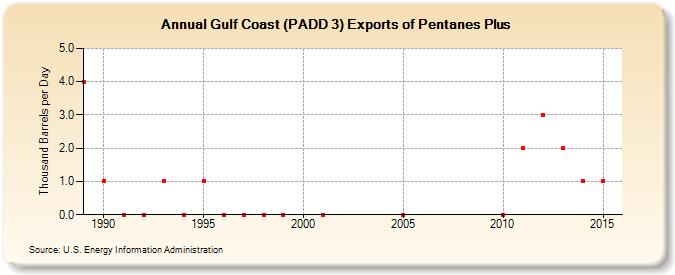 Annual Gulf Coast (PADD 3) Exports of Pentanes Plus
Thousand Barrels per Day
5.0
4.0
3.0
2.0
1.0
0.0
1990 1995 2000 2005 2010 2015
Source: U.S. Energy Information Administration